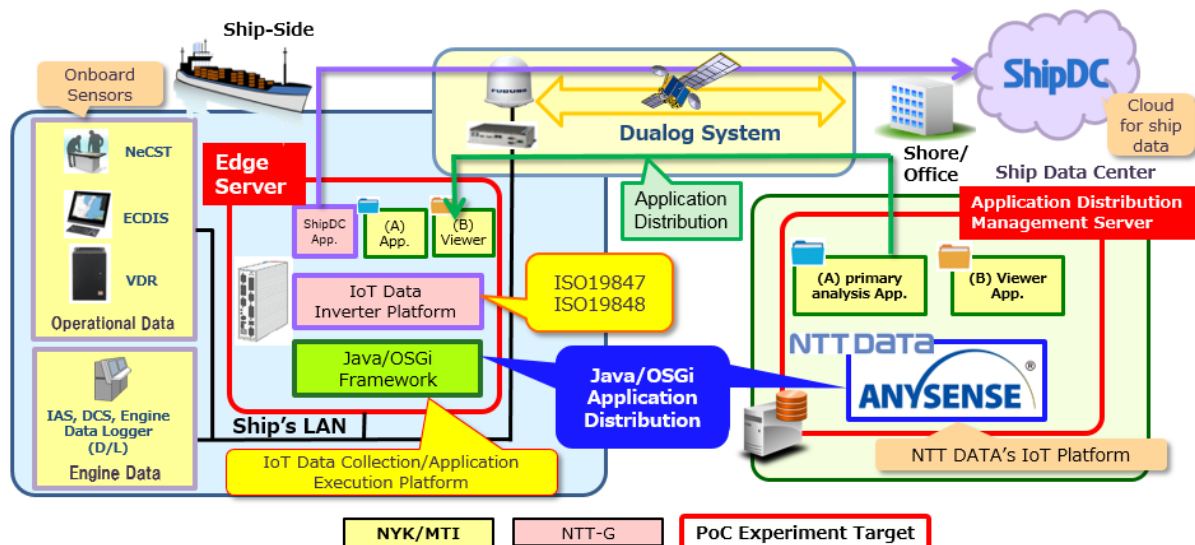 Ship-Side
Onboard
Sensors
NeCST
ECDIS
VDR
Operational Data
IAS, DCS, Engine
Data Logger
(D/L)
Engine Data
Edge
Server
ShipDC
App.
(A)
App.
(B)
Viewer
IoT Data
Inverter Platform
Java/OSGi
Framework
Ship's LAN
IoT Data Collection/Application
Execution Platform
ISO19847
ISO19848
FURUNO
Dualog System
Application
Distribution
Java/OSGi
Application
Distribution
Shore/
Office
ShipDC
Cloud
for ship
data
Ship Data Center
Application Distribution
Management Server
(A) primary
analysis App.
(B) Viewer
App.
NTT DATA
ANYSENSE®
NTT DATA's IoT Platform
NYK/MTI
NTT-G
PoC Experiment Target